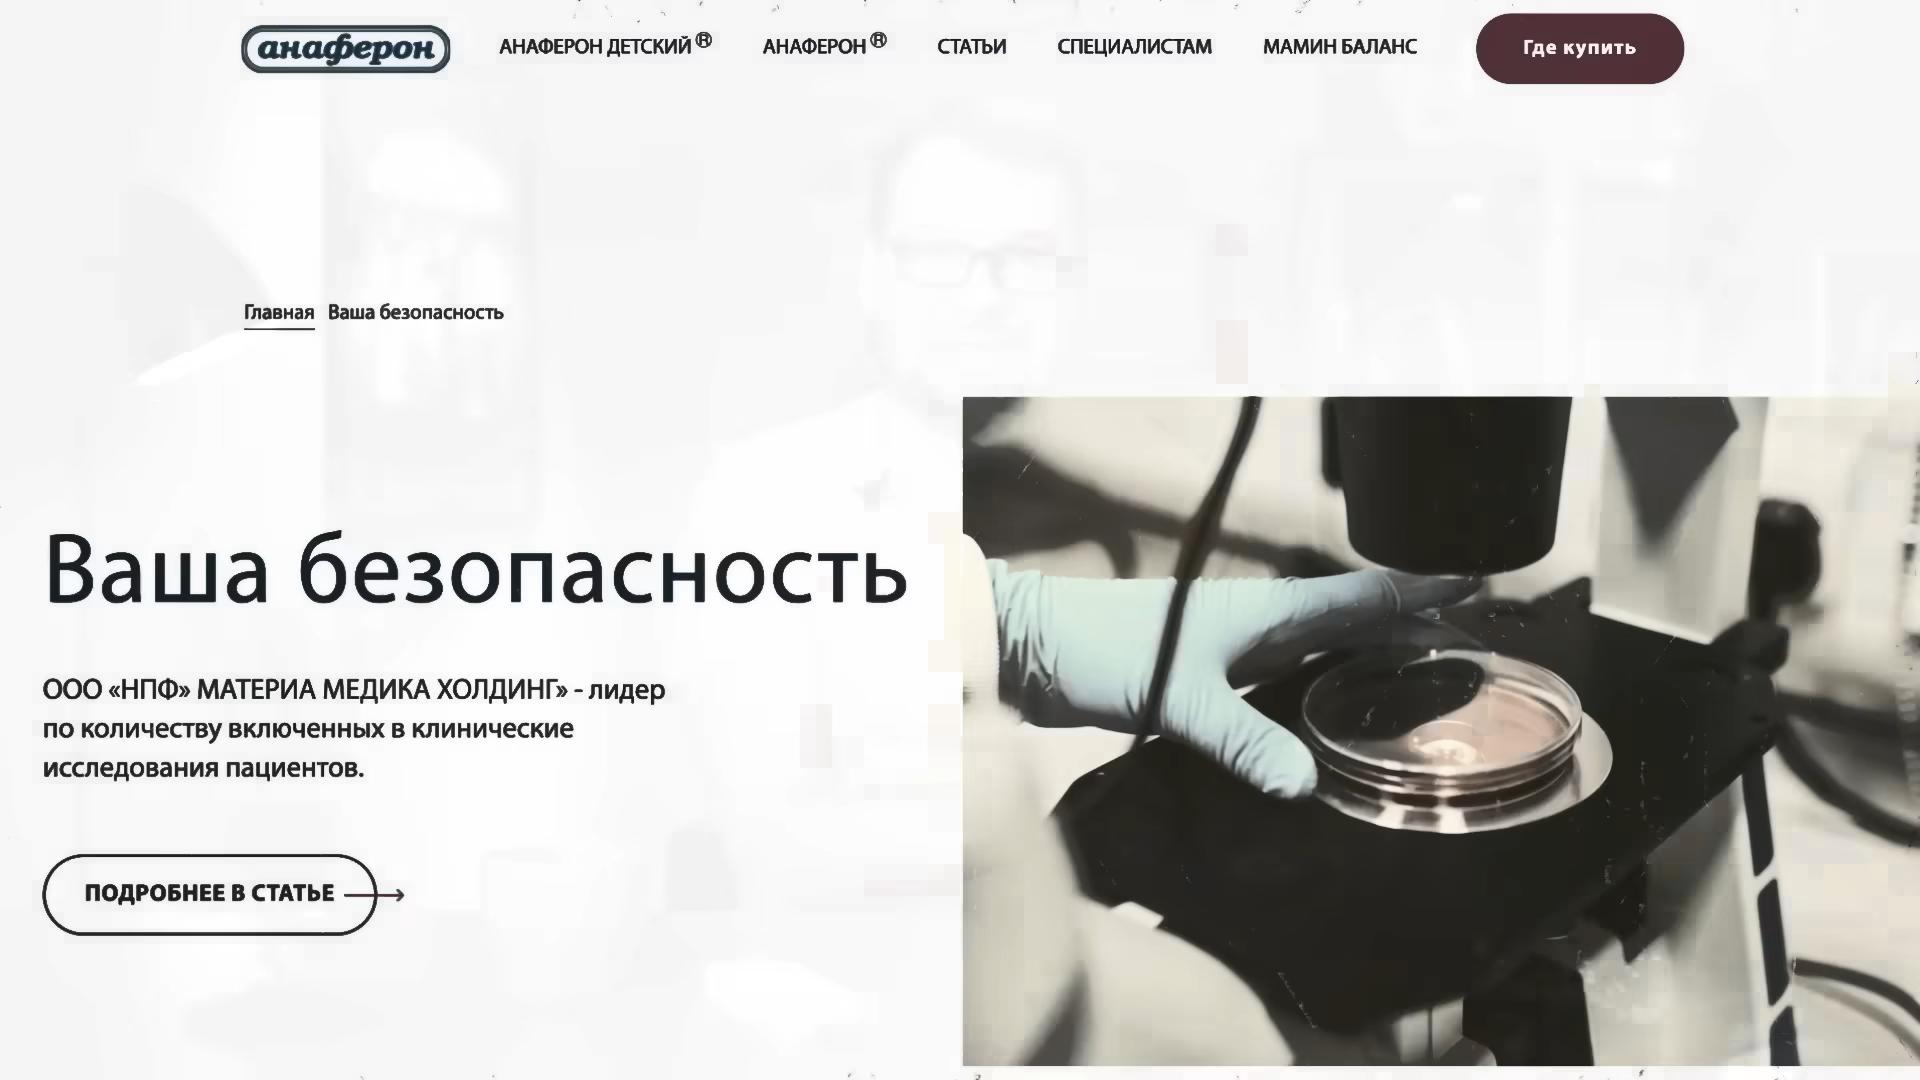 анаферон
АНАФЕРОН ДЕТСКИЙ ® АНАФЕРОН ® СТАТЬИ СПЕЦИАЛИСТАМ МАМИН БАЛАНС Где купить
Главная Ваша безопасность
Ваша безопасность
ООО «НПФ» МАТЕРИА МЕДИКА ХОЛДИНГ» - лидер
по количеству включенных в клинические
исследования пациентов.
ПОДРОБНЕЕ В СТАТЬЕ